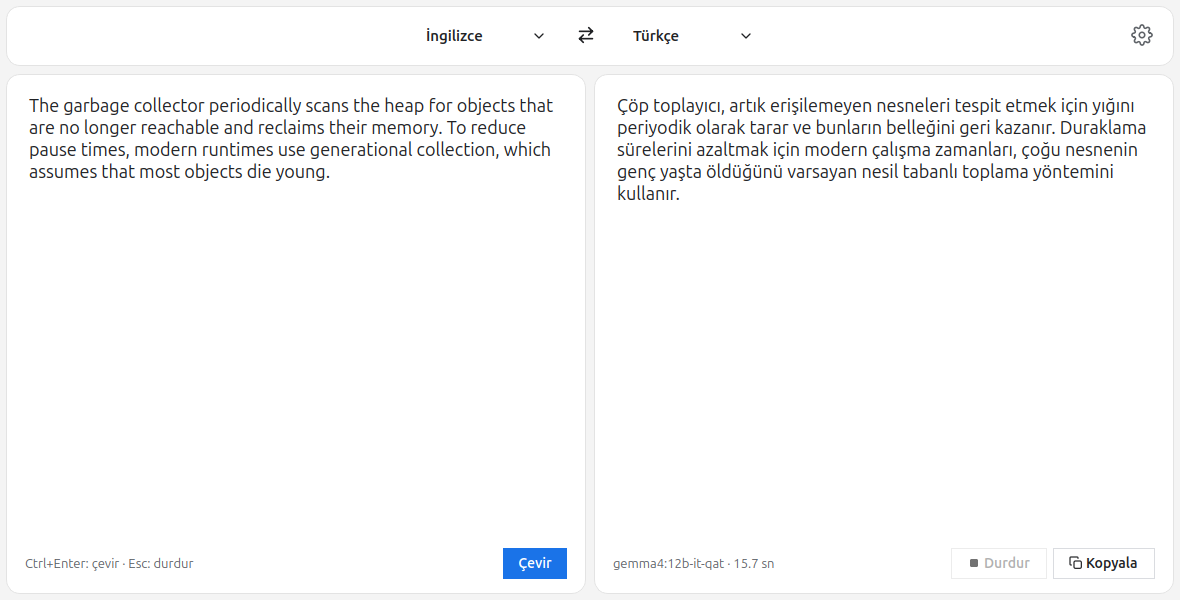 İngilizce
Türkçe
The garbage collector periodically scans the heap for objects that
are no longer reachable and reclaims their memory. To reduce
pause times, modern runtimes use generational collection, which
assumes that most objects die young.
Ctrl+Enter: çevir · Esc: durdur
Çevir
Çöp toplayıcı, artık erişilemeyen nesneleri tespit etmek için yığını
periyodik olarak tarar ve bunların belleğini geri kazanır. Duraklama
sürelerini azaltmak için modern çalışma zamanları, çoğu nesnenin
genç yaşta öldüğünü varsayan nesil tabanlı toplama yöntemini
kullanır.
gemma4:12b-it-qat · 15.7 sn
Durdur
Kopyala